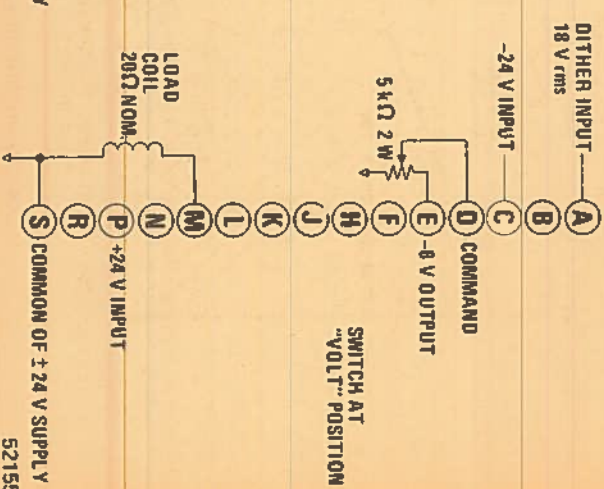 DITHER INPUT A
18 V rms
B
-24 V INPUT C
D COMMAND
E -8 V OUTPUT
5 kΩ 2 W F
SWITCH AT
"VOLT" POSITION
H
J
K
L
M
LOAD
COIL
20Ω NOM.
N
P +24 V INPUT
R
S COMMON OF ± 24 V SUPPLY
52159